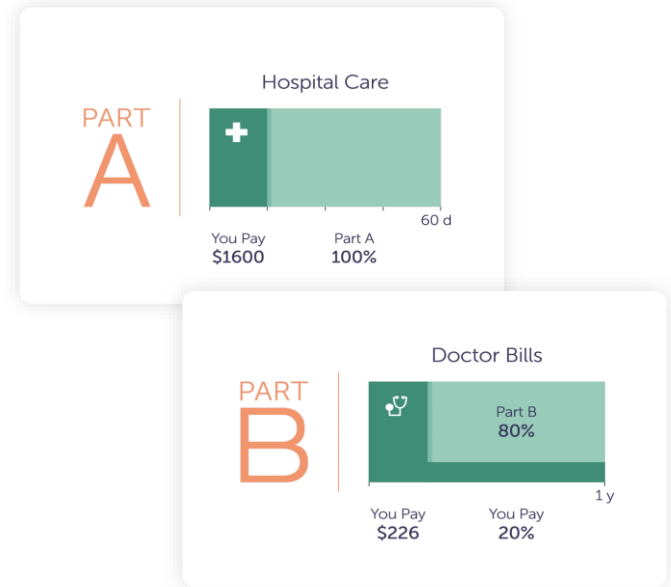 PART
A
Hospital Care
60 d
You Pay
$1600
Part A
100%
PART
B
Doctor Bills
Part B
80%
1 y
You Pay
$226
You Pay
20%